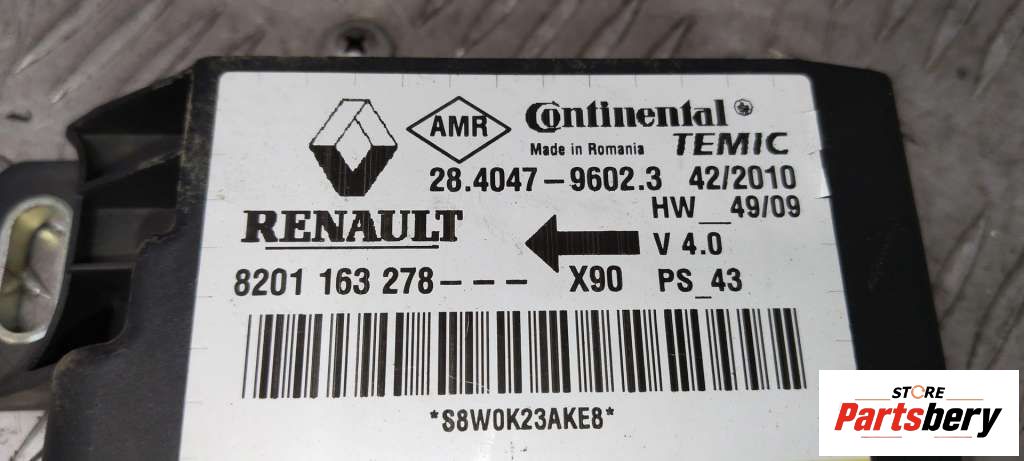 AMR
Continental
Made in Romania TEMIC
28.4047-9602.3 42/2010
HW_49/09
RENAULT
V 4.0
8201 163 278--- X90 PS_43
*S8W0K23AKE8*
STORE
Partsbery